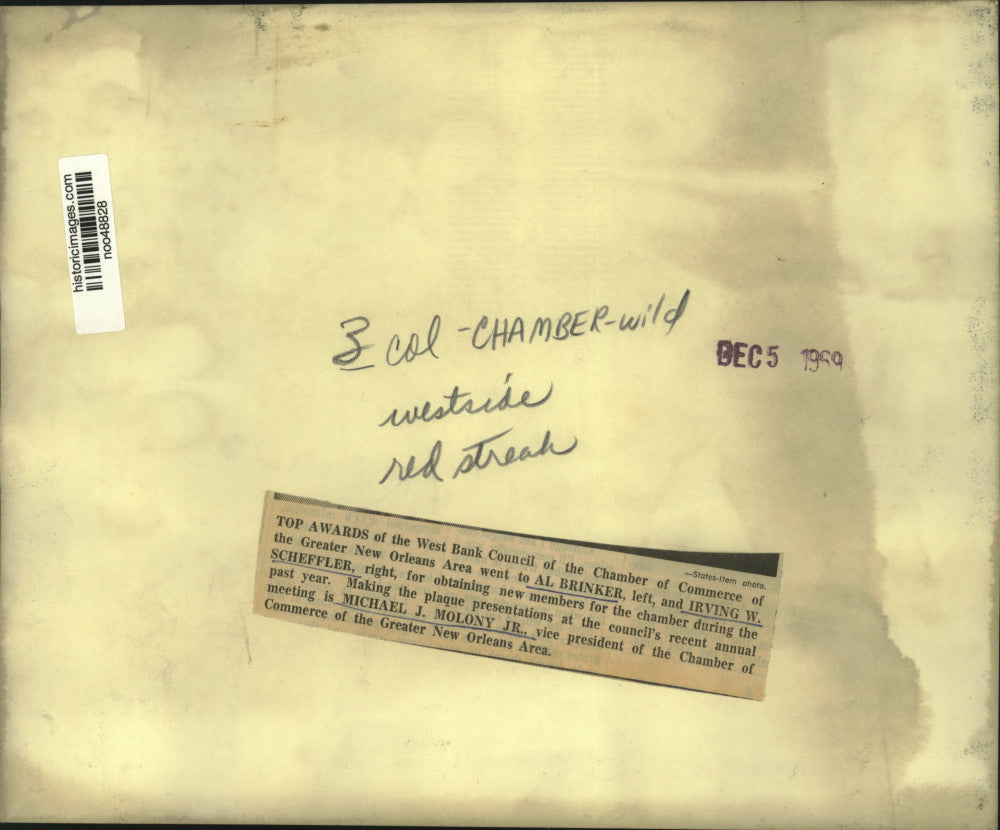 historicimages.com
noo48828
3 col - CHAMBER - wild
DEC 5 1969
westside
red streak
—States-Item photo.
TOP AWARDS of the West Bank Council of the Chamber of Commerce of
the Greater New Orleans Area went to AL BRINKER, left, and IRVING W.
SCHEFFLER, right, for obtaining new members for the chamber during the
past year. Making the plaque presentations at the council's recent annual
meeting is MICHAEL J. MOLONY JR., vice president of the Chamber of
Commerce of the Greater New Orleans Area.